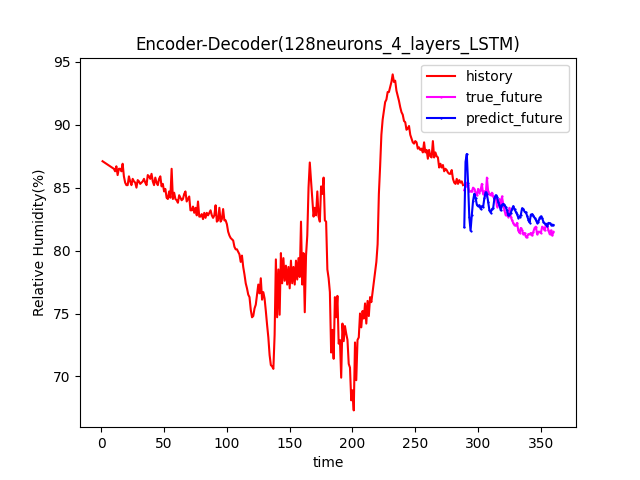 Encoder-Decoder(128neurons_4_layers_LSTM)
history
true_future
predict_future
Relative Humidity(%)
95
90
85
80
75
70
0
50
100
150
200
250
300
350
time